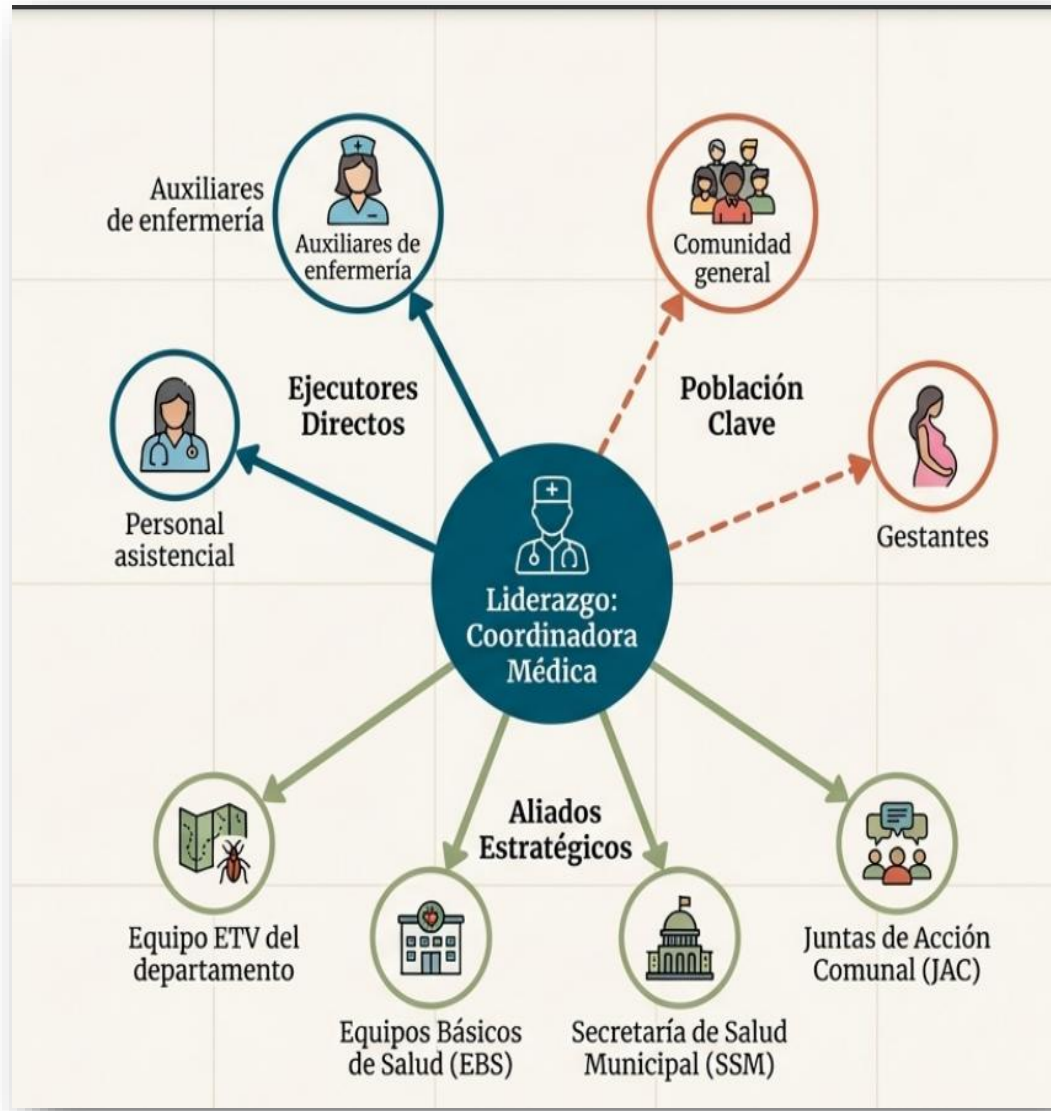 Auxiliares
de enfermería
Auxiliares de
enfermería
Comunidad
general
Ejecutores
Directos
Población
Clave
Personal
asistencial
Gestantes
Liderazgo:
Coordinadora
Médica
Aliados
Estratégicos
Equipo ETV del
departamento
Equipos Básicos
de Salud (EBS)
Secretaría de Salud
Municipal (SSM)
Juntas de Acción
Comunal (JAC)